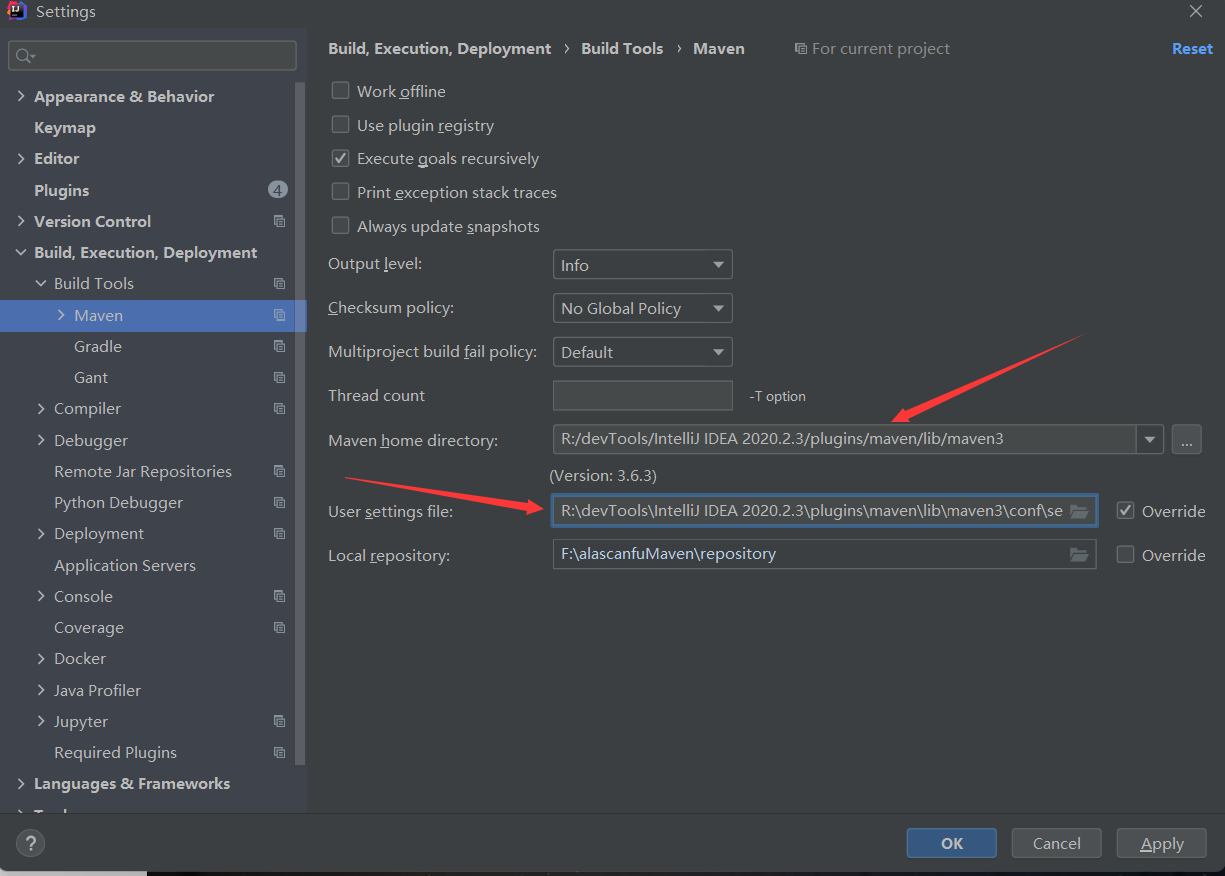 Settings
Appearance & Behavior
Keymap
Editor
Plugins 4
Version Control
Build, Execution, Deployment
Build Tools
Maven
Gradle
Gant
Compiler
Debugger
Remote Jar Repositories
Python Debugger
Deployment
Application Servers
Console
Coverage
Docker
Java Profiler
Jupyter
Required Plugins
Languages & Frameworks
Build, Execution, Deployment › Build Tools › Maven For current project Reset
Work offline
Use plugin registry
Execute goals recursively
Print exception stack traces
Always update snapshots
Output level: Info
Checksum policy: No Global Policy
Multiproject build fail policy: Default
Thread count -T option
Maven home directory: R:/devTools/IntelliJ IDEA 2020.2.3/plugins/maven/lib/maven3 ...
(Version: 3.6.3)
User settings file: R:\devTools\IntelliJ IDEA 2020.2.3\plugins\maven\lib\maven3\conf\se Override
Local repository: F:\alascanfuMaven\repository Override
? OK Cancel Apply